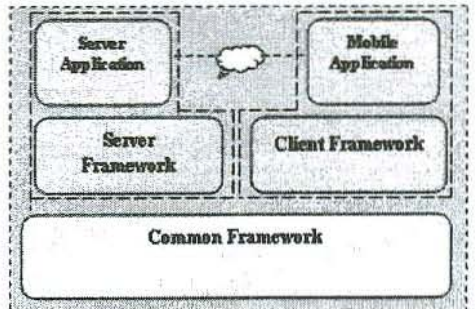 Server
Application
Mobile
Application
Server
Framework
Client Framework
Common Framework